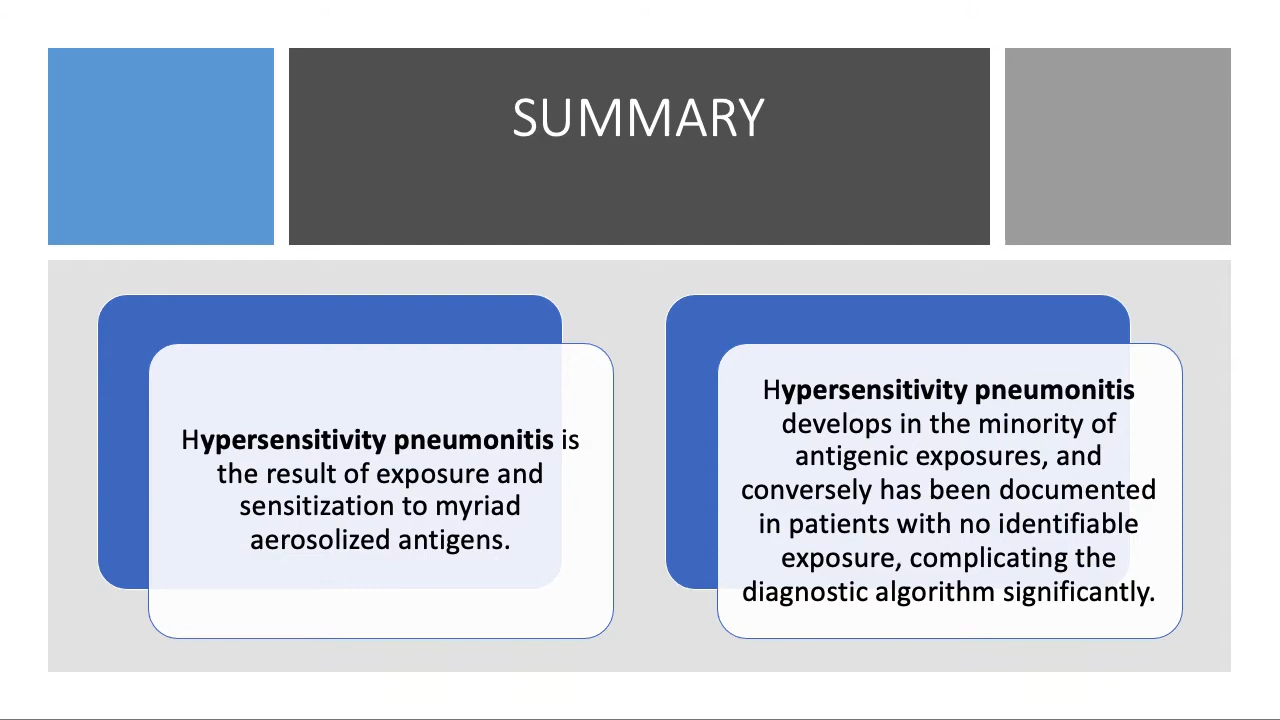 SUMMARY
Hypersensitivity pneumonitis is
the result of exposure and
sensitization to myriad
aerosolized antigens.
Hypersensitivity pneumonitis
develops in the minority of
antigenic exposures, and
conversely has been documented
in patients with no identifiable
exposure, complicating the
diagnostic algorithm significantly.